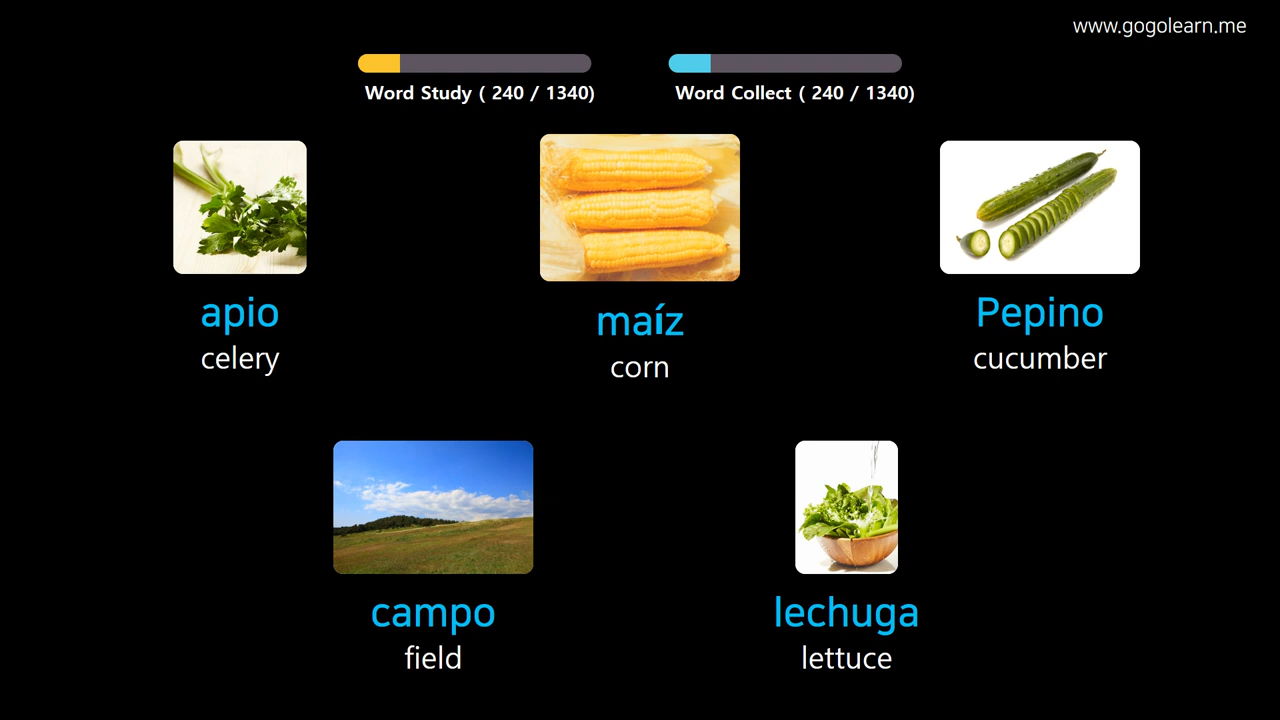 www.gogolearn.me
Word Study ( 240 / 1340)
Word Collect ( 240 / 1340)
apio
celery
maíz
corn
Pepino
cucumber
campo
field
lechuga
lettuce